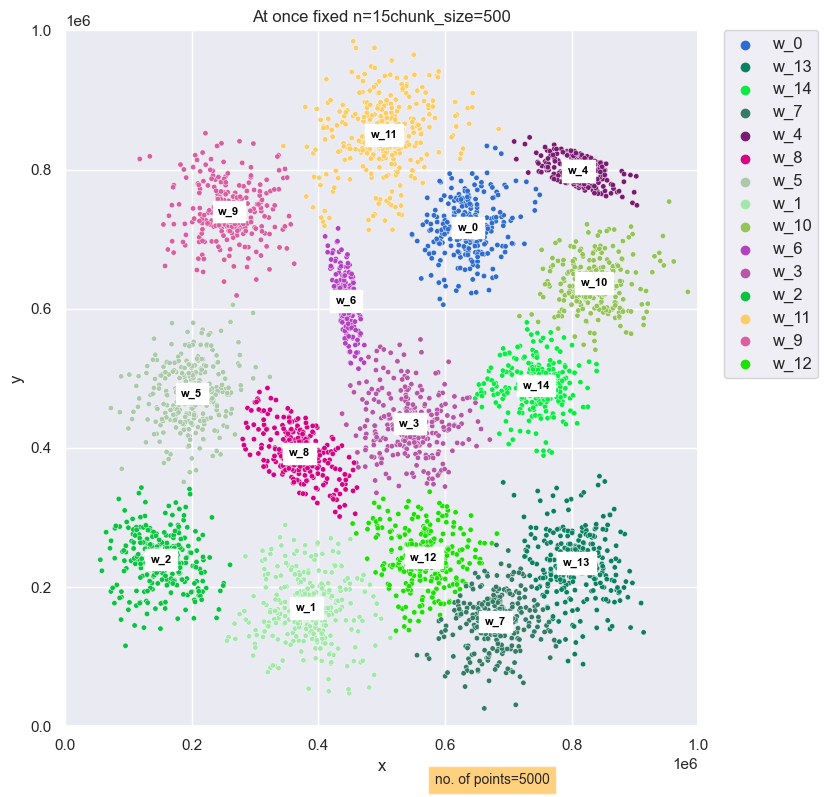 At once fixed n=15chunk_size=500
1e6
1.0
0.8
0.6
0.4
0.2
0.0
y
w_11
w_4
w_9
w_0
w_10
w_6
w_14
w_5
w_3
w_8
w_2
w_12
w_13
w_1
w_7
0.0 0.2 0.4 0.6 0.8 1.0
x
1e6
no. of points=5000
w_0
w_13
w_14
w_7
w_4
w_8
w_5
w_1
w_10
w_6
w_3
w_2
w_11
w_9
w_12